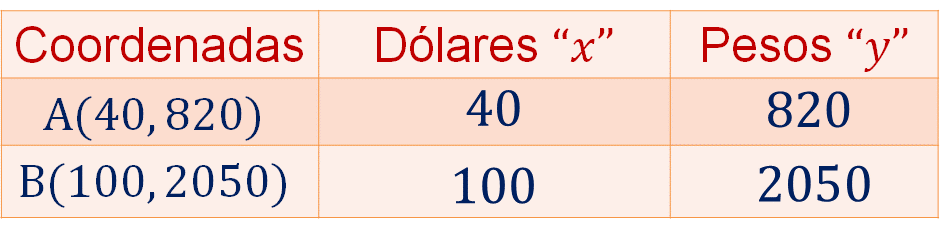 Coordenadas Dólares “x” Pesos “y”
A(40, 820) 40 820
B(100, 2050) 100 2050